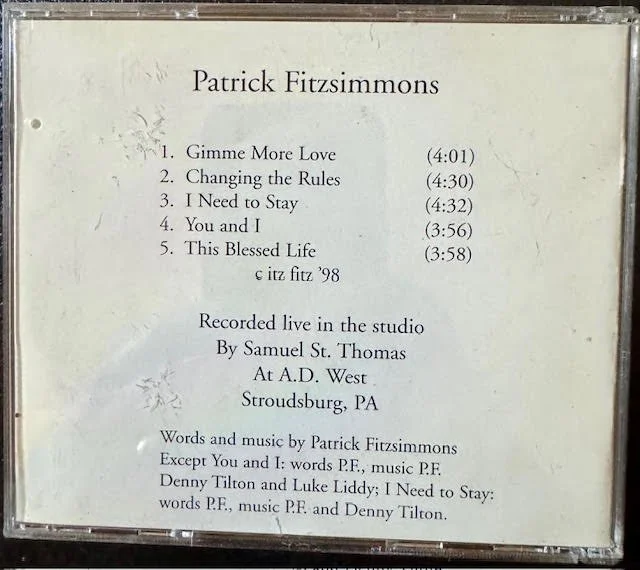 Patrick Fitzsimmons
1. Gimme More Love (4:01)
2. Changing the Rules (4:30)
3. I Need to Stay (4:32)
4. You and I (3:56)
5. This Blessed Life (3:58)
c itz fitz '98
Recorded live in the studio
By Samuel St. Thomas
At A.D. West
Stroudsburg, PA
Words and music by Patrick Fitzsimmons
Except You and I: words P.F., music P.F.
Denny Tilton and Luke Liddy; I Need to Stay:
words P.F., music P.F. and Denny Tilton.